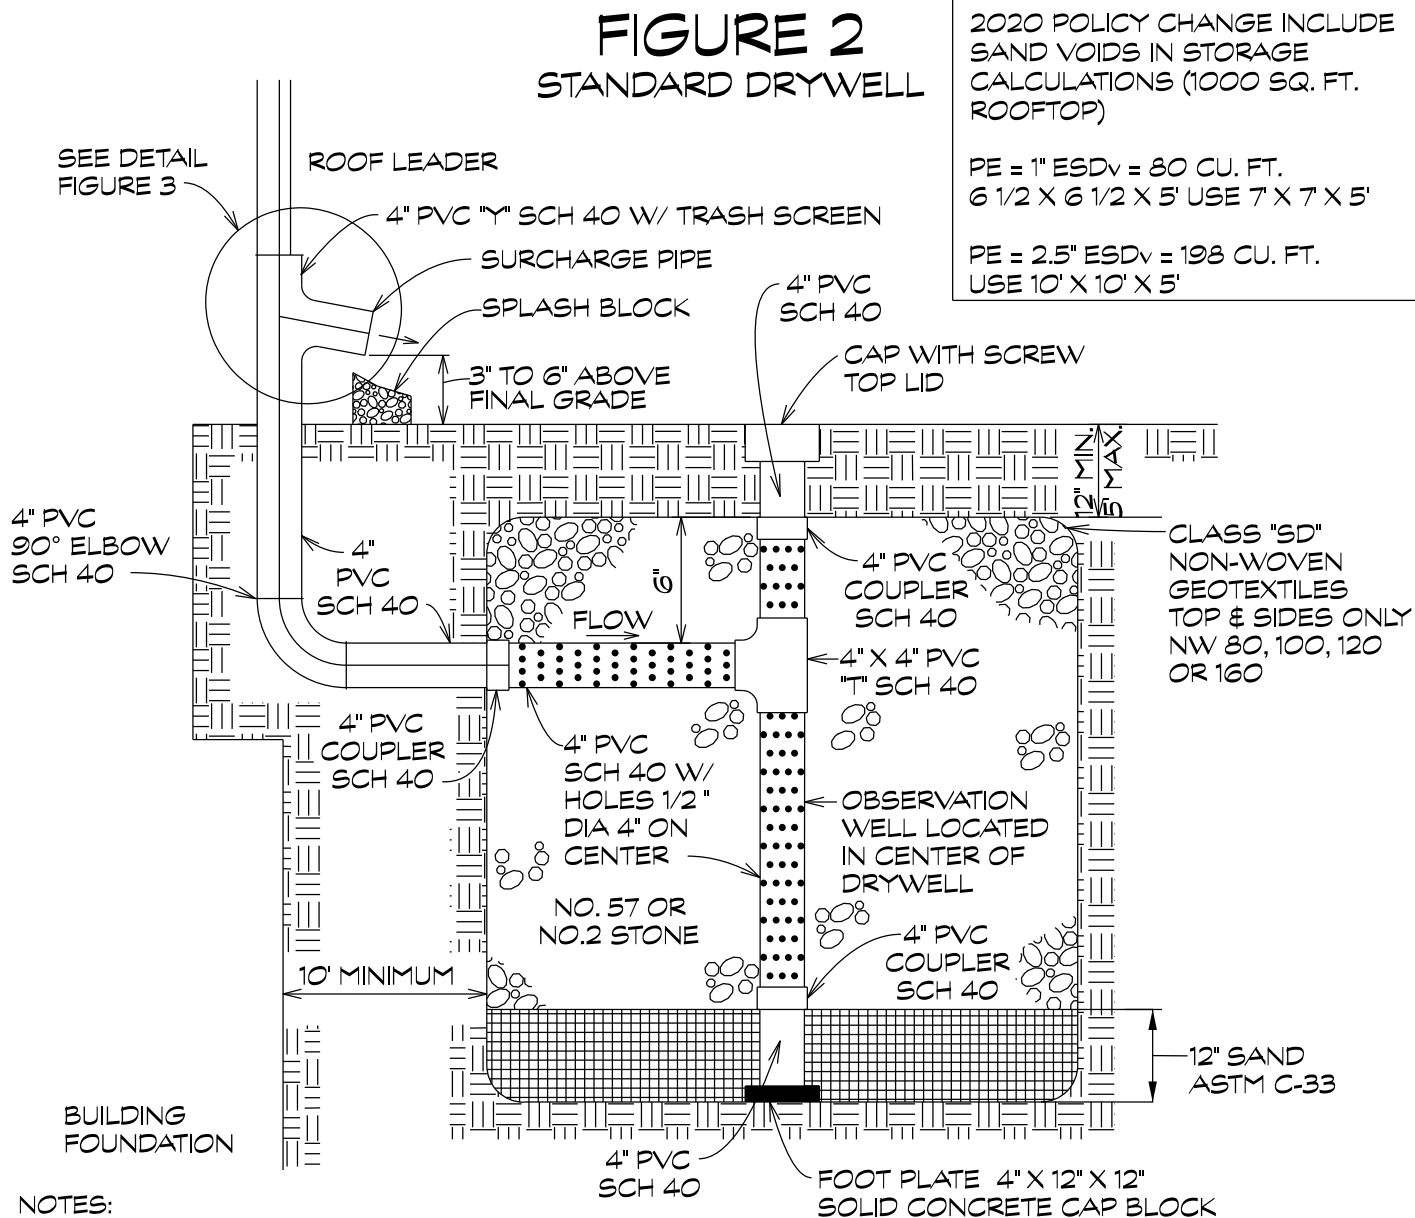 FIGURE 2
STANDARD DRYWELL
2020 POLICY CHANGE INCLUDE
SAND VOIDS IN STORAGE
CALCULATIONS (1000 SQ. FT.
ROOFTOP)
PE = 1" ESDv = 80 CU. FT.
6 1/2 X 6 1/2 X 5' USE 7' X 7' X 5'
PE = 2.5" ESDv = 198 CU. FT.
USE 10' X 10' X 5'
SEE DETAIL
FIGURE 3
ROOF LEADER
4" PVC "Y" SCH 40 W/ TRASH SCREEN
SURCHARGE PIPE
SPLASH BLOCK
3" TO 6" ABOVE
FINAL GRADE
4" PVC
SCH 40
CAP WITH SCREW
TOP LID
12" MIN.
5' MAX.
4" PVC
90° ELBOW
SCH 40
4"
PVC
SCH 40
6"
FLOW
4" PVC
COUPLER
SCH 40
CLASS "SD"
NON-WOVEN
GEOTEXTILES
TOP & SIDES ONLY
NW 80, 100, 120
OR 160
4" X 4" PVC
"T" SCH 40
4" PVC
COUPLER
SCH 40
4" PVC
SCH 40 W/
HOLES 1/2 "
DIA 4" ON
CENTER
OBSERVATION
WELL LOCATED
IN CENTER OF
DRYWELL
NO. 57 OR
NO.2 STONE
4" PVC
COUPLER
SCH 40
10' MINIMUM
12" SAND
ASTM C-33
BUILDING
FOUNDATION
4" PVC
SCH 40
FOOT PLATE 4" X 12" X 12"
SOLID CONCRETE CAP BLOCK
NOTES: